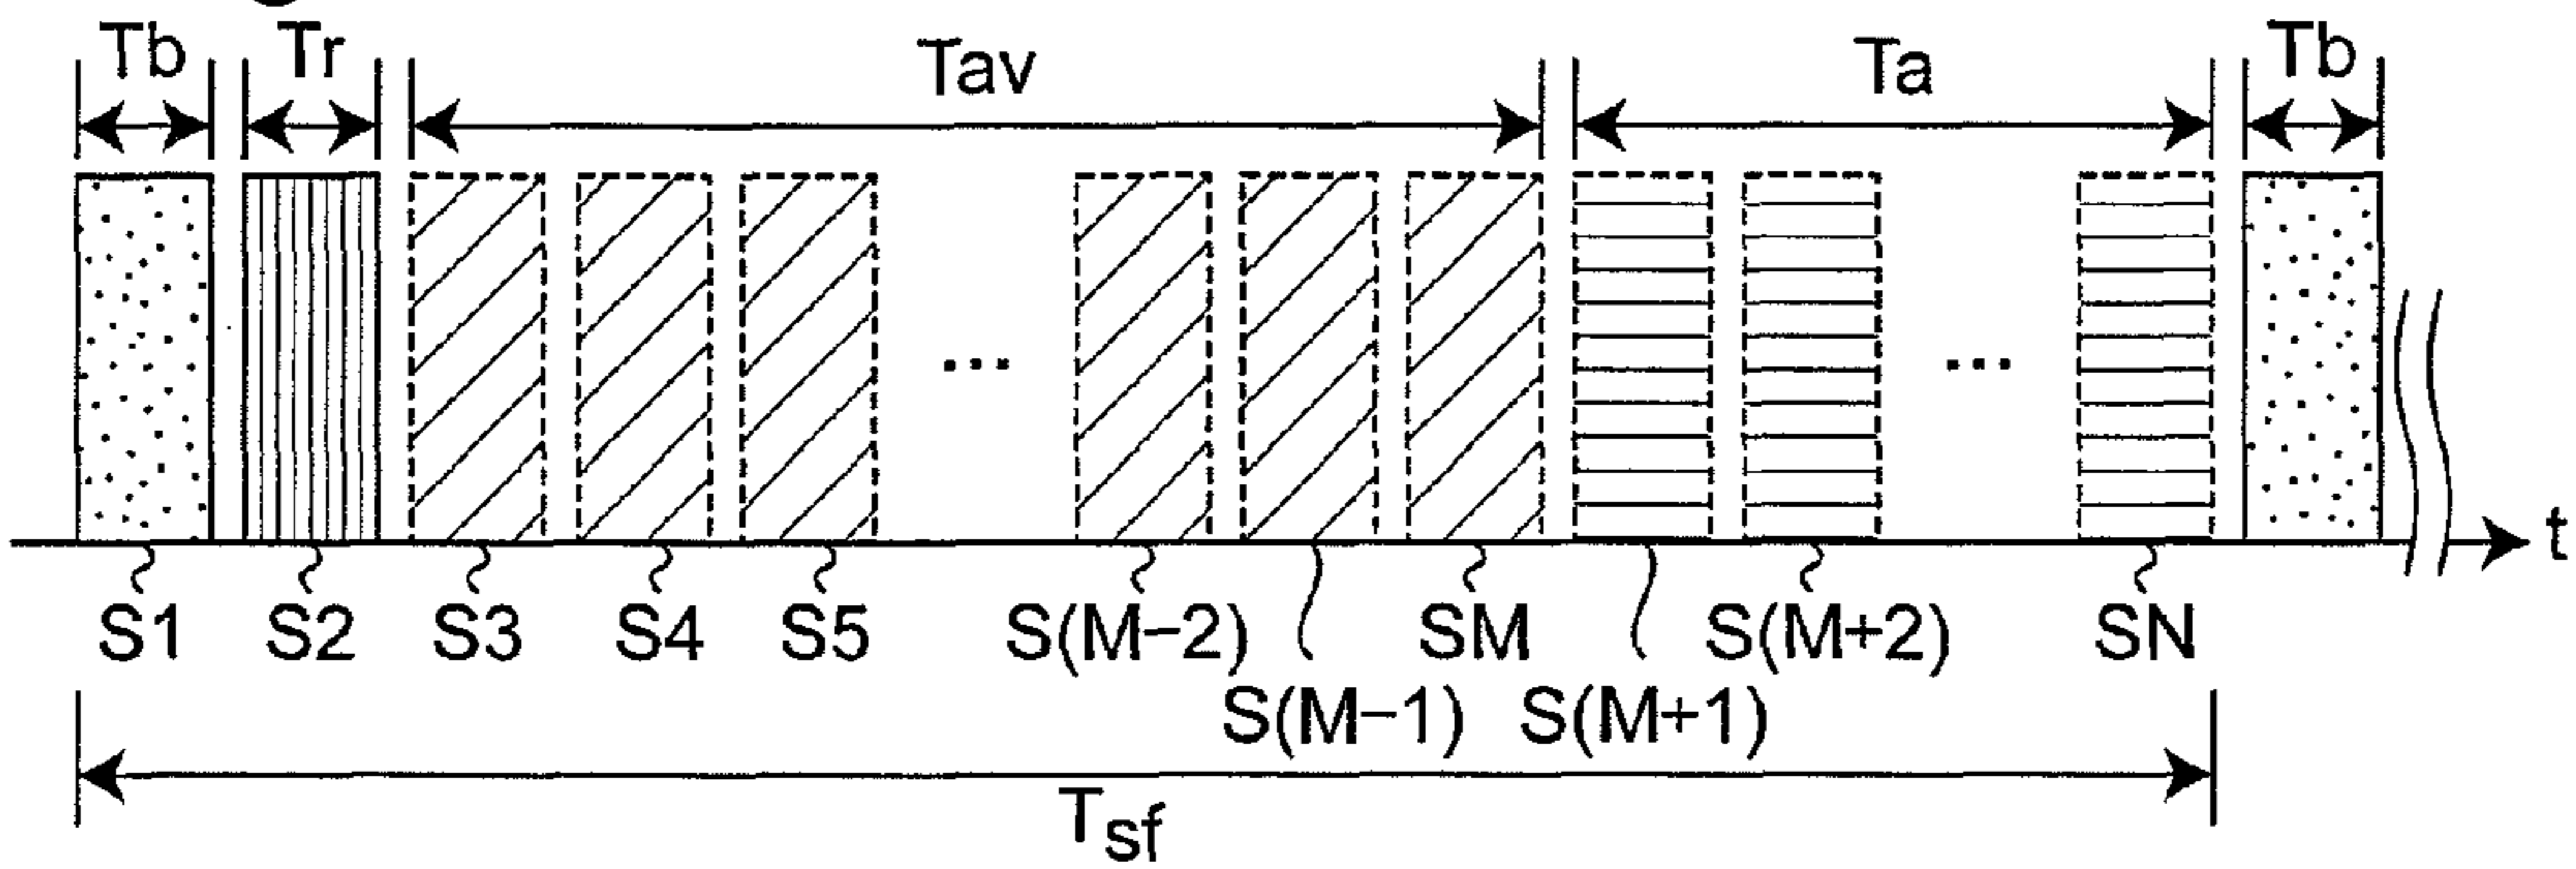 Tb Tr Tav Ta Tb
... ...
t
S1 S2 S3 S4 S5 S(M-2) SM S(M+2) SN
S(M-1) S(M+1)
Tsf